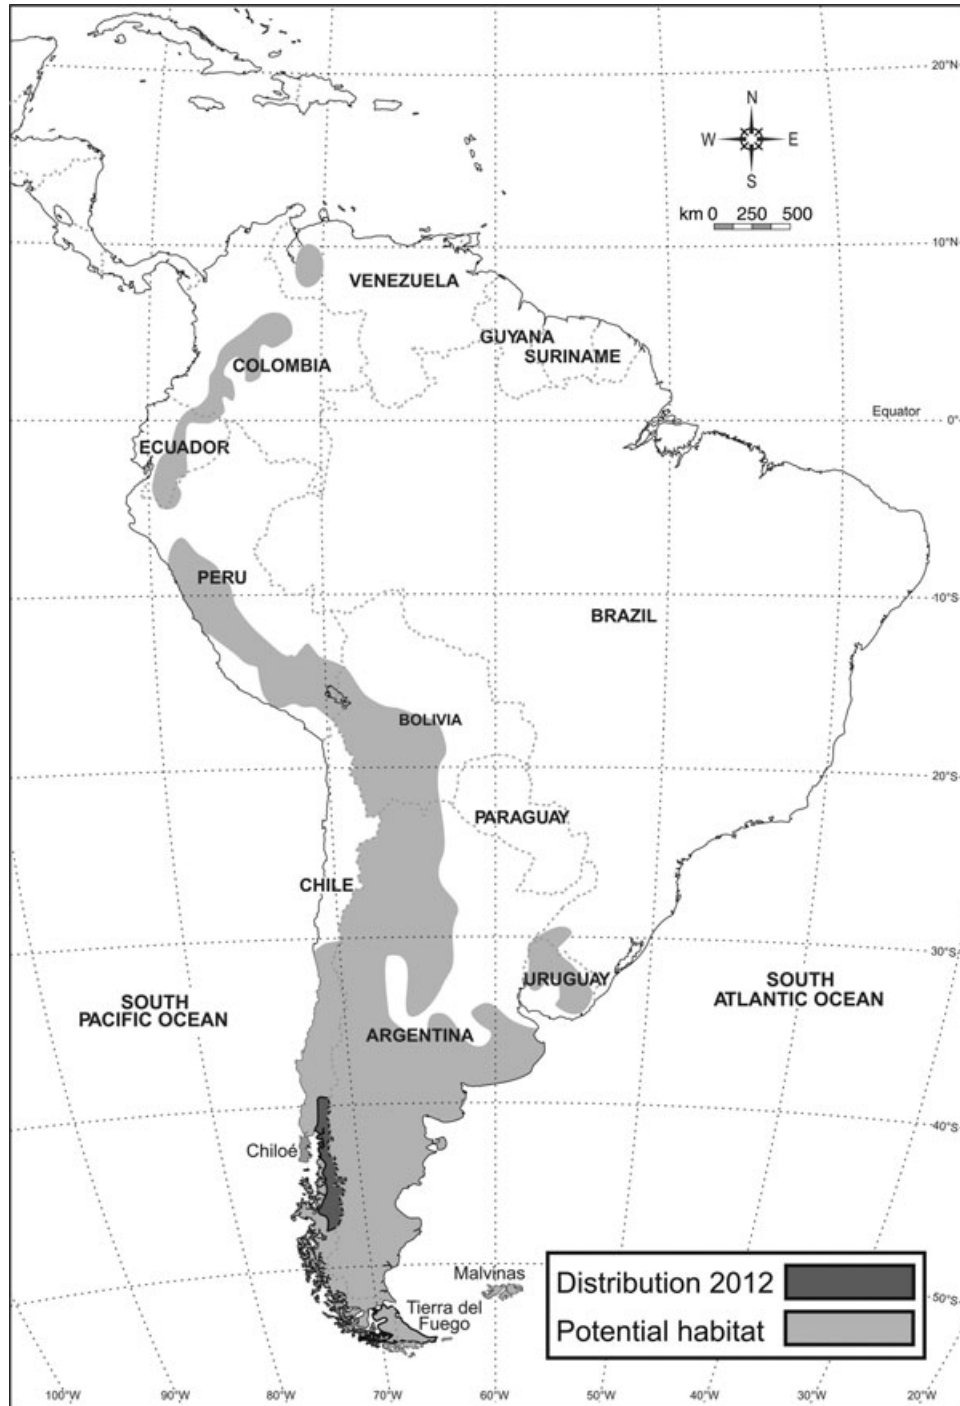 20°N
N
W E
S
km 0 250 500
10°N
VENEZUELA
GUYANA
SURINAME
COLOMBIA
Equator
0°
ECUADOR
PERU
10°S
BRAZIL
BOLIVIA
20°S
PARAGUAY
CHILE
30°S
URUGUAY
SOUTH
PACIFIC OCEAN
SOUTH
ATLANTIC OCEAN
ARGENTINA
40°S
Chiloé
Malvinas
Tierra del
Fuego
50°S
Distribution 2012
Potential habitat
100°W 90°W 80°W 70°W 60°W 50°W 40°W 30°W 20°W